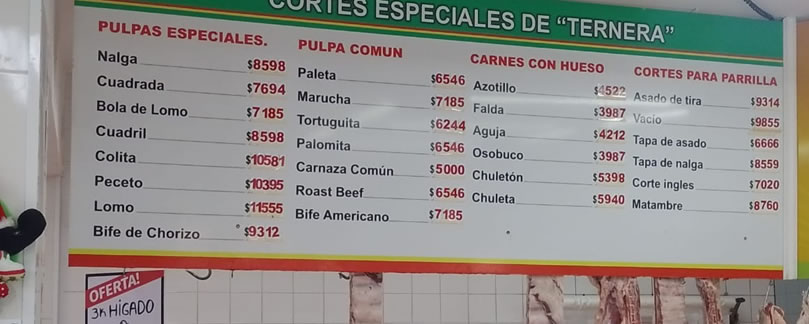 CORTES ESPECIALES DE “TERNERA”
PULPAS ESPECIALES.
Nalga $8598
Cuadrada $7694
Bola de Lomo $7185
Cuadril $8598
Colita $10581
Peceto $10395
Lomo $11555
Bife de Chorizo $9312
PULPA COMUN
Paleta $6546
Marucha $7185
Tortuguita $6244
Palomita $6546
Carnaza Común $5000
Roast Beef $6546
Bife Americano $7185
CARNES CON HUESO
Azotillo $4522
Falda $3987
Aguja $4212
Osobuco $3987
Chuletón $5398
Chuleta $5940
CORTES PARA PARRILLA
Asado de tira $9314
Vacio $9855
Tapa de asado $6666
Tapa de nalga $8559
Corte ingles $7020
Matambre $8760
OFERTA!
3K HÍGADO